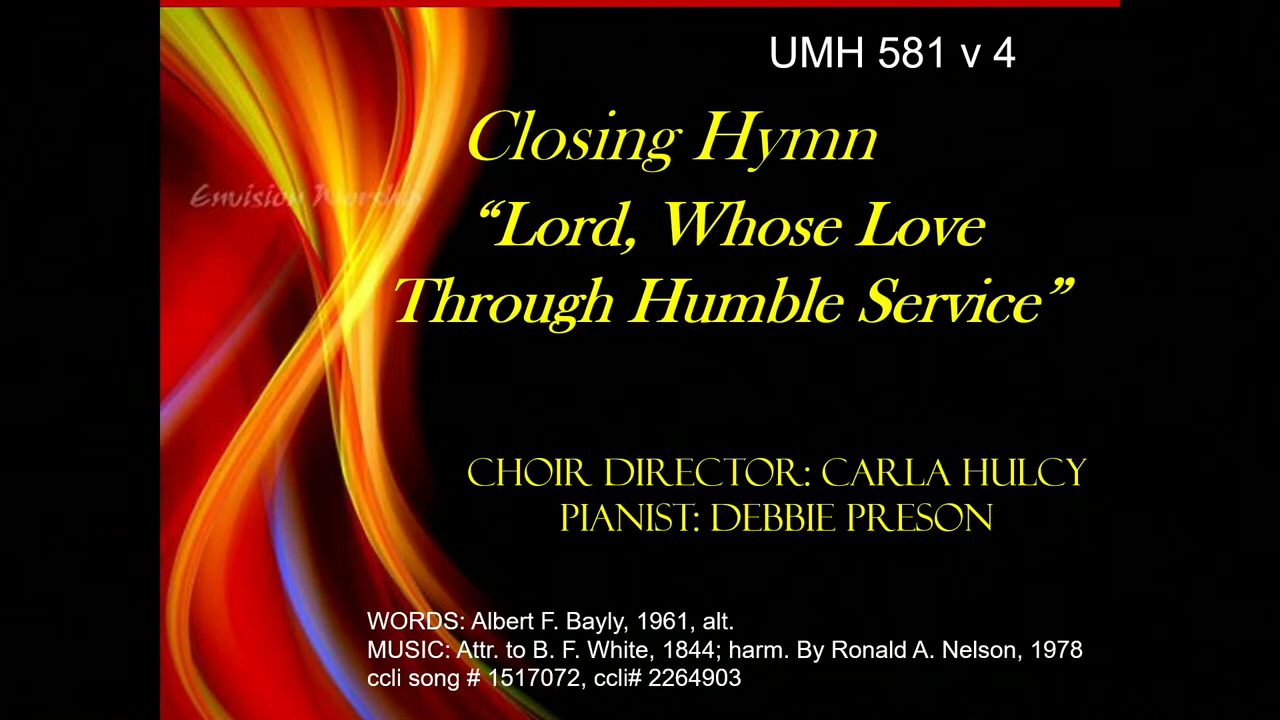 UMH 581 v 4
Closing Hymn
Envision Worship
“Lord, Whose Love
Through Humble Service”
CHOIR DIRECTOR: CARLA HULCY
PIANIST: DEBBIE PRESON
WORDS: Albert F. Bayly, 1961, alt.
MUSIC: Attr. to B. F. White, 1844; harm. By Ronald A. Nelson, 1978
ccli song # 1517072, ccli# 2264903